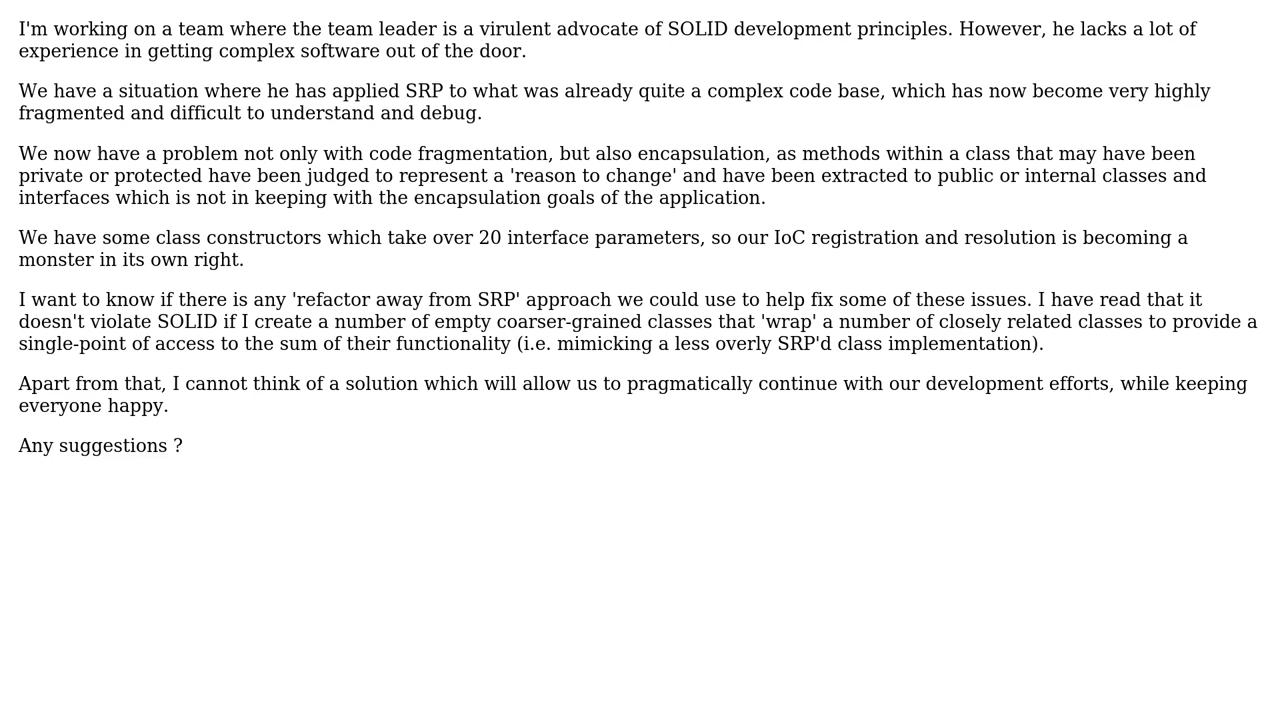 I'm working on a team where the team leader is a virulent advocate of SOLID development principles. However, he lacks a lot of
experience in getting complex software out of the door.
We have a situation where he has applied SRP to what was already quite a complex code base, which has now become very highly
fragmented and difficult to understand and debug.
We now have a problem not only with code fragmentation, but also encapsulation, as methods within a class that may have been
private or protected have been judged to represent a 'reason to change' and have been extracted to public or internal classes and
interfaces which is not in keeping with the encapsulation goals of the application.
We have some class constructors which take over 20 interface parameters, so our IoC registration and resolution is becoming a
monster in its own right.
I want to know if there is any 'refactor away from SRP' approach we could use to help fix some of these issues. I have read that it
doesn't violate SOLID if I create a number of empty coarser-grained classes that 'wrap' a number of closely related classes to provide a
single-point of access to the sum of their functionality (i.e. mimicking a less overly SRP'd class implementation).
Apart from that, I cannot think of a solution which will allow us to pragmatically continue with our development efforts, while keeping
everyone happy.
Any suggestions ?